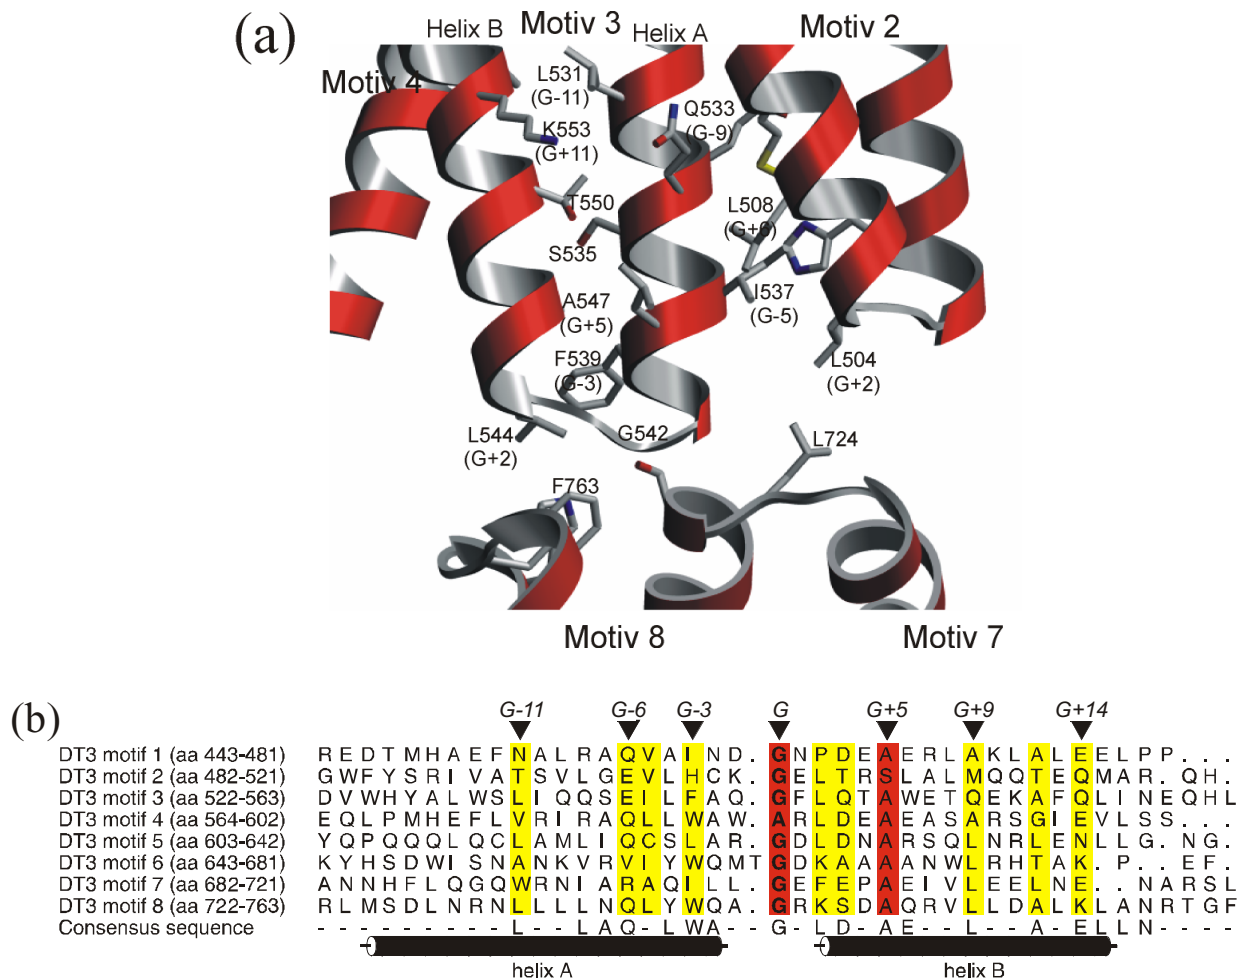 (a)
Helix B
Motiv 3
Helix A
Motiv 2
Motiv 4
L531
(G-11)
Q533
(G-9)
K553
(G+11)
T550
L508
(G+6)
S535
A547
(G+5)
I537
(G-5)
F539
(G-3)
L504
(G+2)
L544
(G+2)
G542
L724
F763
Motiv 8
Motiv 7
(b)
G-11 G-6 G-3 G G+5 G+9 G+14
DT3 motif 1 (aa 443-481) R E D T M H A E F N A L R A Q V A I N D . G N P D E A E R L A K L A L E E L P P . . .
DT3 motif 2 (aa 482-521) G W F Y S R I V A T S V L G E V L H C K . G E L T R S L A L M Q Q T E Q M A R . Q H .
DT3 motif 3 (aa 522-563) D V W H Y A L W S L I Q Q S E I L F A Q . G F L Q T A W E T Q E K A F Q L I N E Q H L
DT3 motif 4 (aa 564-602) E Q L P M H E F L V R I R A Q L L W A W . A R L D E A E A S A R S G I E V L S S . . .
DT3 motif 5 (aa 603-642) Y Q P Q Q Q L Q C L A M L I Q C S L A R . G D L D N A R S Q L N R L E N L L G . N G .
DT3 motif 6 (aa 643-681) K Y H S D W I S N A N K V R V I Y W Q M T G D K A A A A N W L R H T A K . P . . E F .
DT3 motif 7 (aa 682-721) A N N H F L Q G Q W R N I A R A Q I L L . G E F E P A E I V L E E L N E . . N A R S L
DT3 motif 8 (aa 722-763) R L M S D L N R N L L L L N Q L Y W Q A . G R K S D A Q R V L L D A L K L A N R T G F
Consensus sequence - - - - - - - - - L - - L A Q - L W A - - G - L D - A E - - L - - A - E L L N - - - -
helix A
helix B